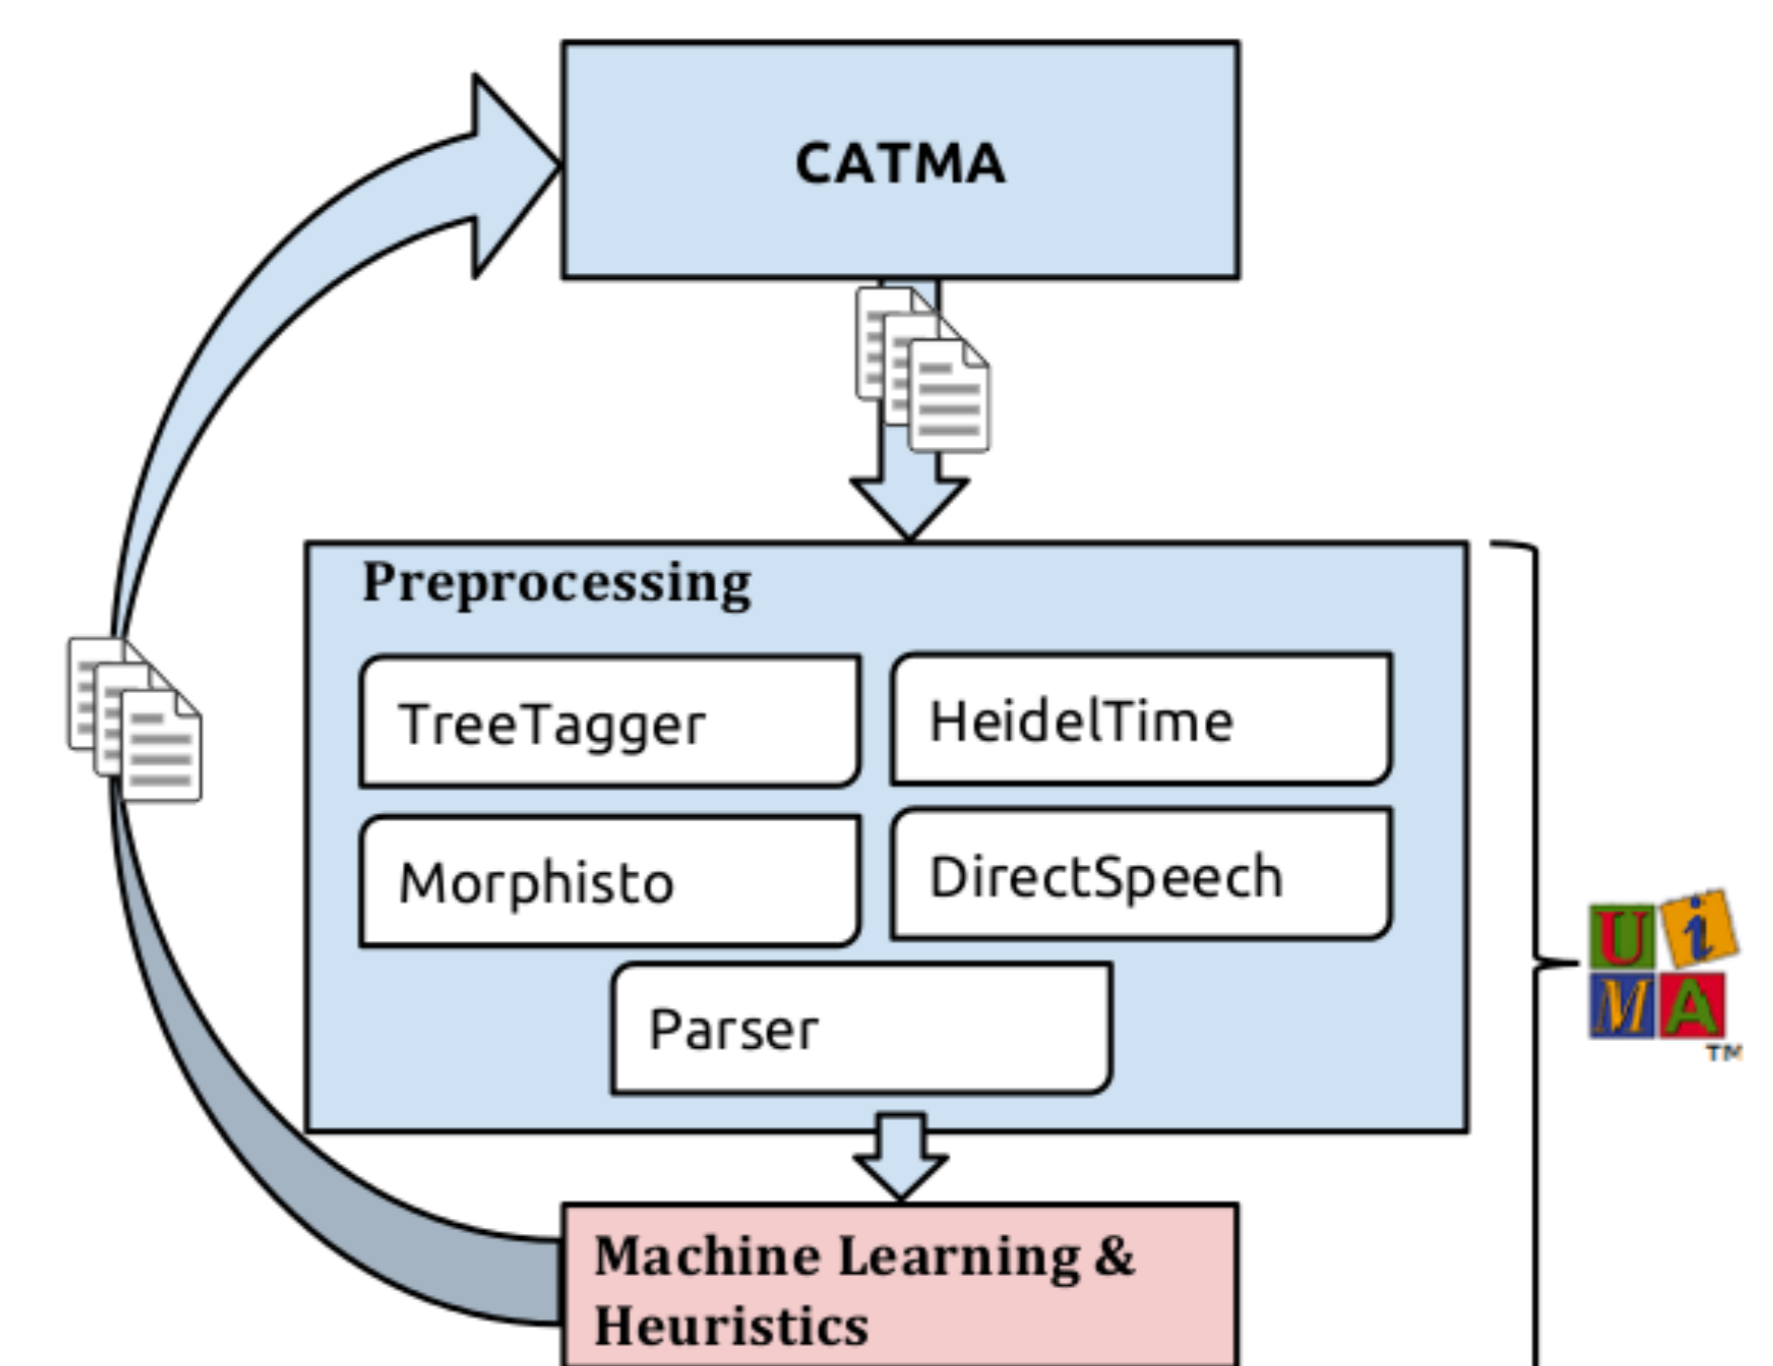 CATMA
Preprocessing
TreeTagger
HeidelTime
Morphisto
DirectSpeech
Parser
UiMA
TM
Machine Learning &
Heuristics